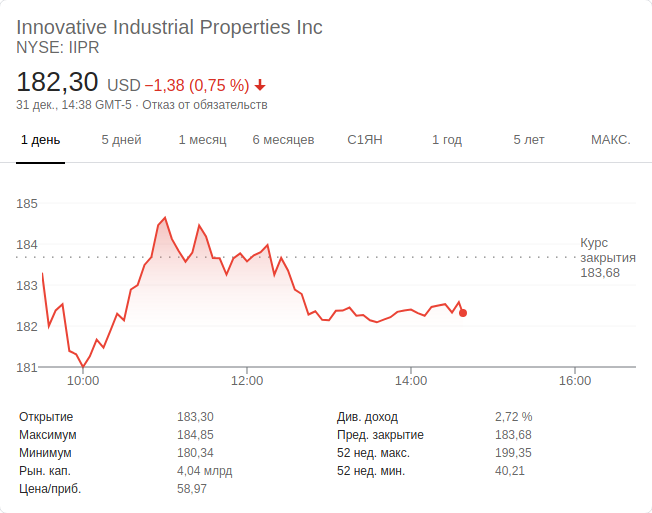 Innovative Industrial Properties Inc
NYSE: IIPR
182,30 USD −1,38 (0,75 %)
31 дек., 14:38 GMT-5 · Отказ от обязательств
1 день 5 дней 1 месяц 6 месяцев С1ЯН 1 год 5 лет МАКС.
185
184
183
182
181
Курс
закрытия
183,68
10:00 12:00 14:00 16:00
Открытие 183,30 Див. доход 2,72 %
Максимум 184,85 Пред. закрытие 183,68
Минимум 180,34 52 нед. макс. 199,35
Рын. кап. 4,04 млрд 52 нед. мин. 40,21
Цена/приб. 58,97